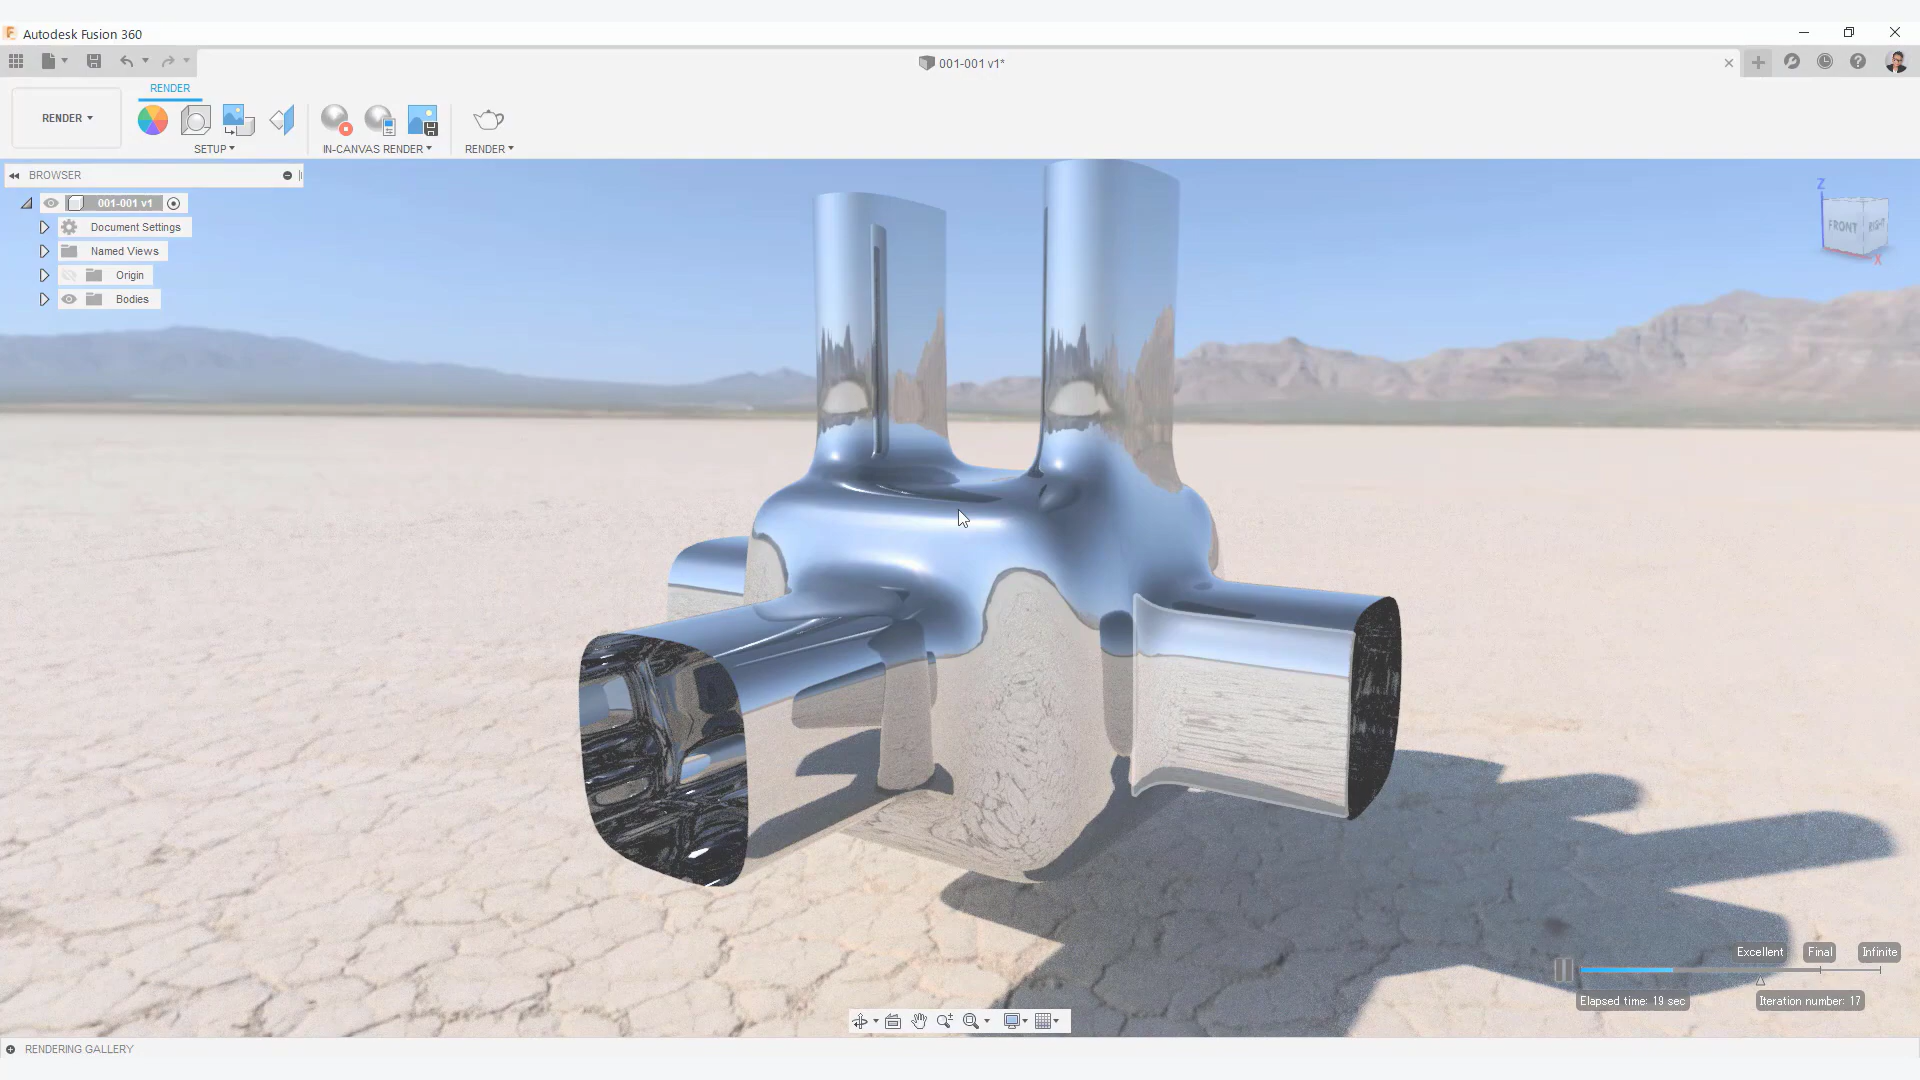 Autodesk Fusion 360
001-001 v1*
RENDER
RENDER
SETUP
IN-CANVAS RENDER
RENDER
BROWSER
001-001 v1
Document Settings
Named Views
Origin
Bodies
Z
FRONT
RIGHT
X
Excellent
Final
Infinite
Elapsed time: 19 sec
Iteration number: 17
RENDERING GALLERY